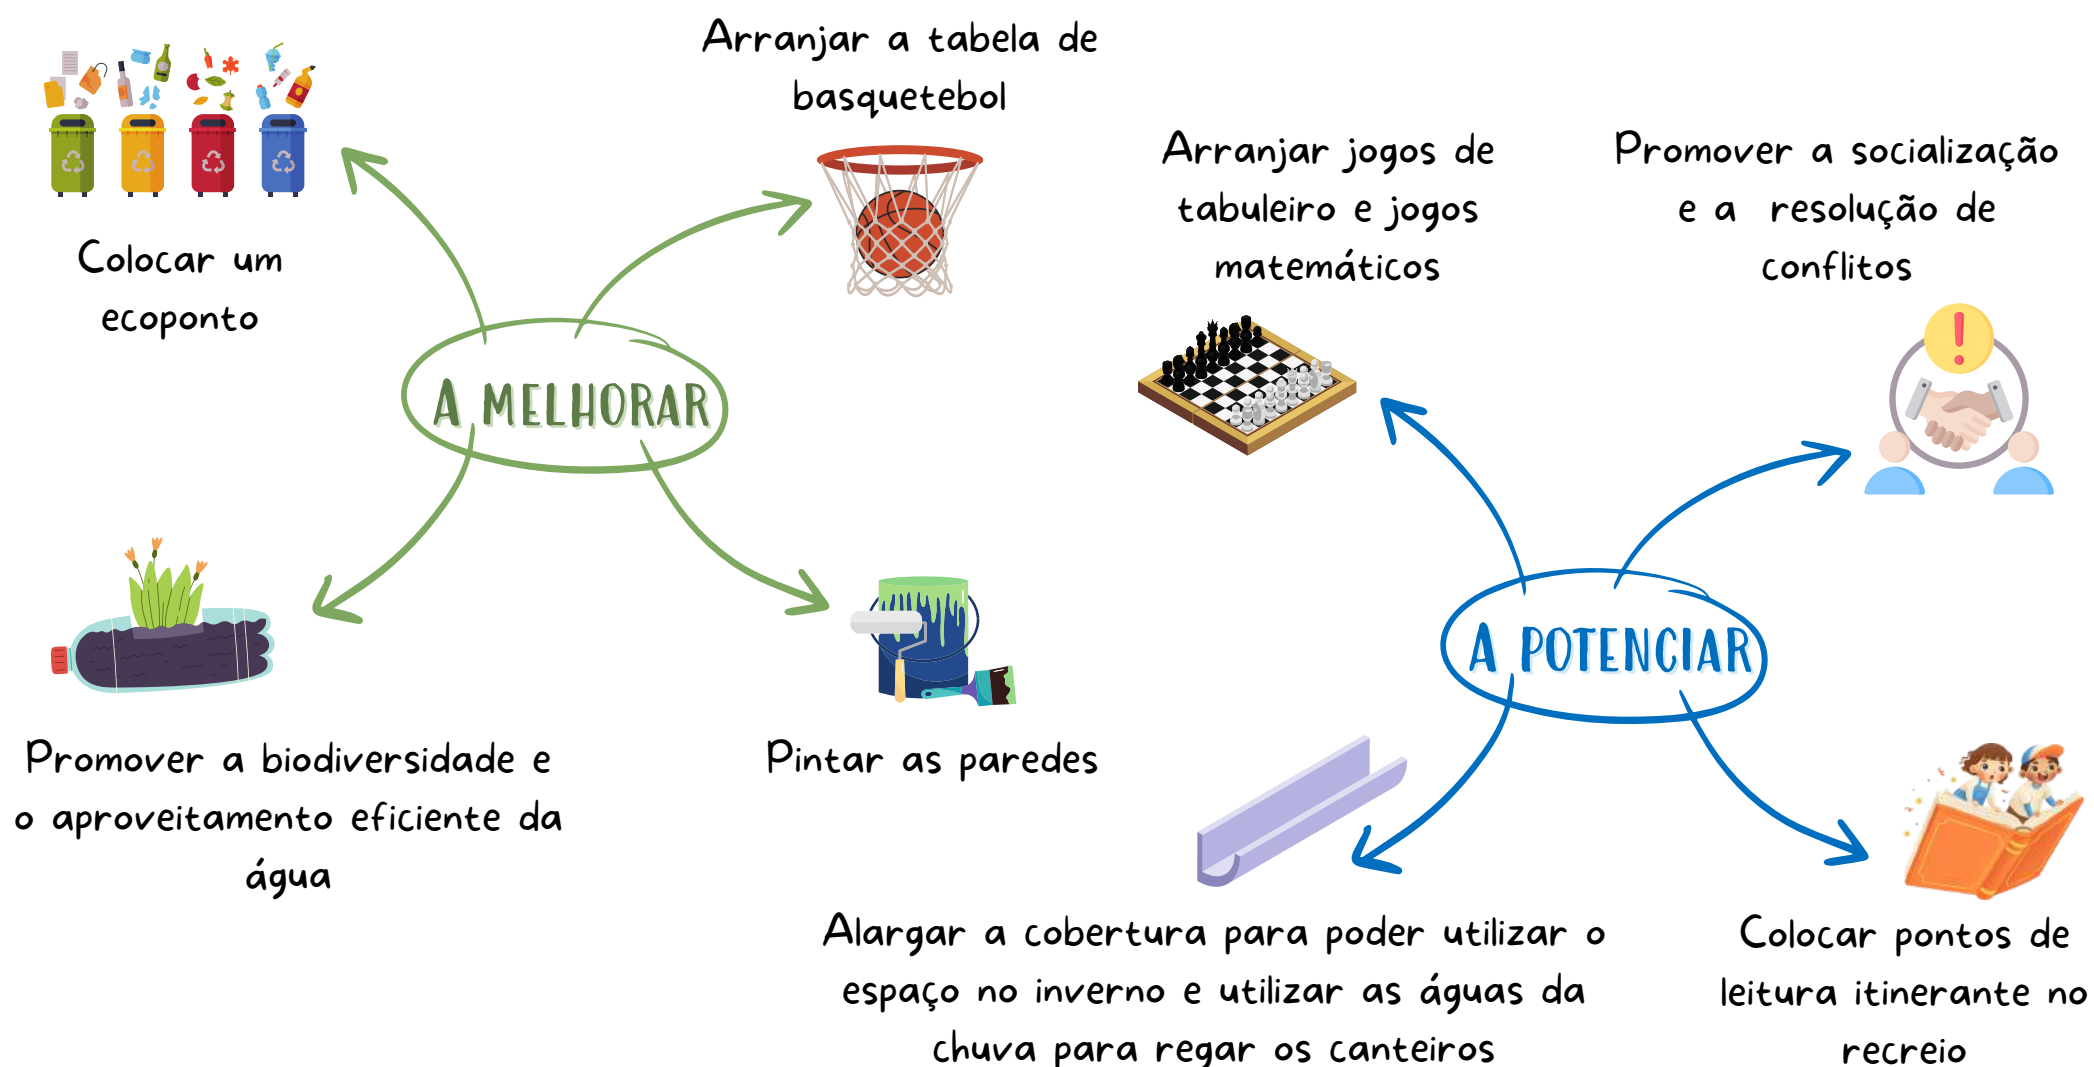 Colocar um
ecoponto
Arranjar a tabela de
basquetebol
A MELHORAR
Promover a biodiversidade e
o aproveitamento eficiente da
água
Pintar as paredes
Arranjar jogos de
tabuleiro e jogos
matemáticos
Promover a socialização
e a resolução de
conflitos
A POTENCIAR
Alargar a cobertura para poder utilizar o
espaço no inverno e utilizar as águas da
chuva para regar os canteiros
Colocar pontos de
leitura itinerante no
recreio